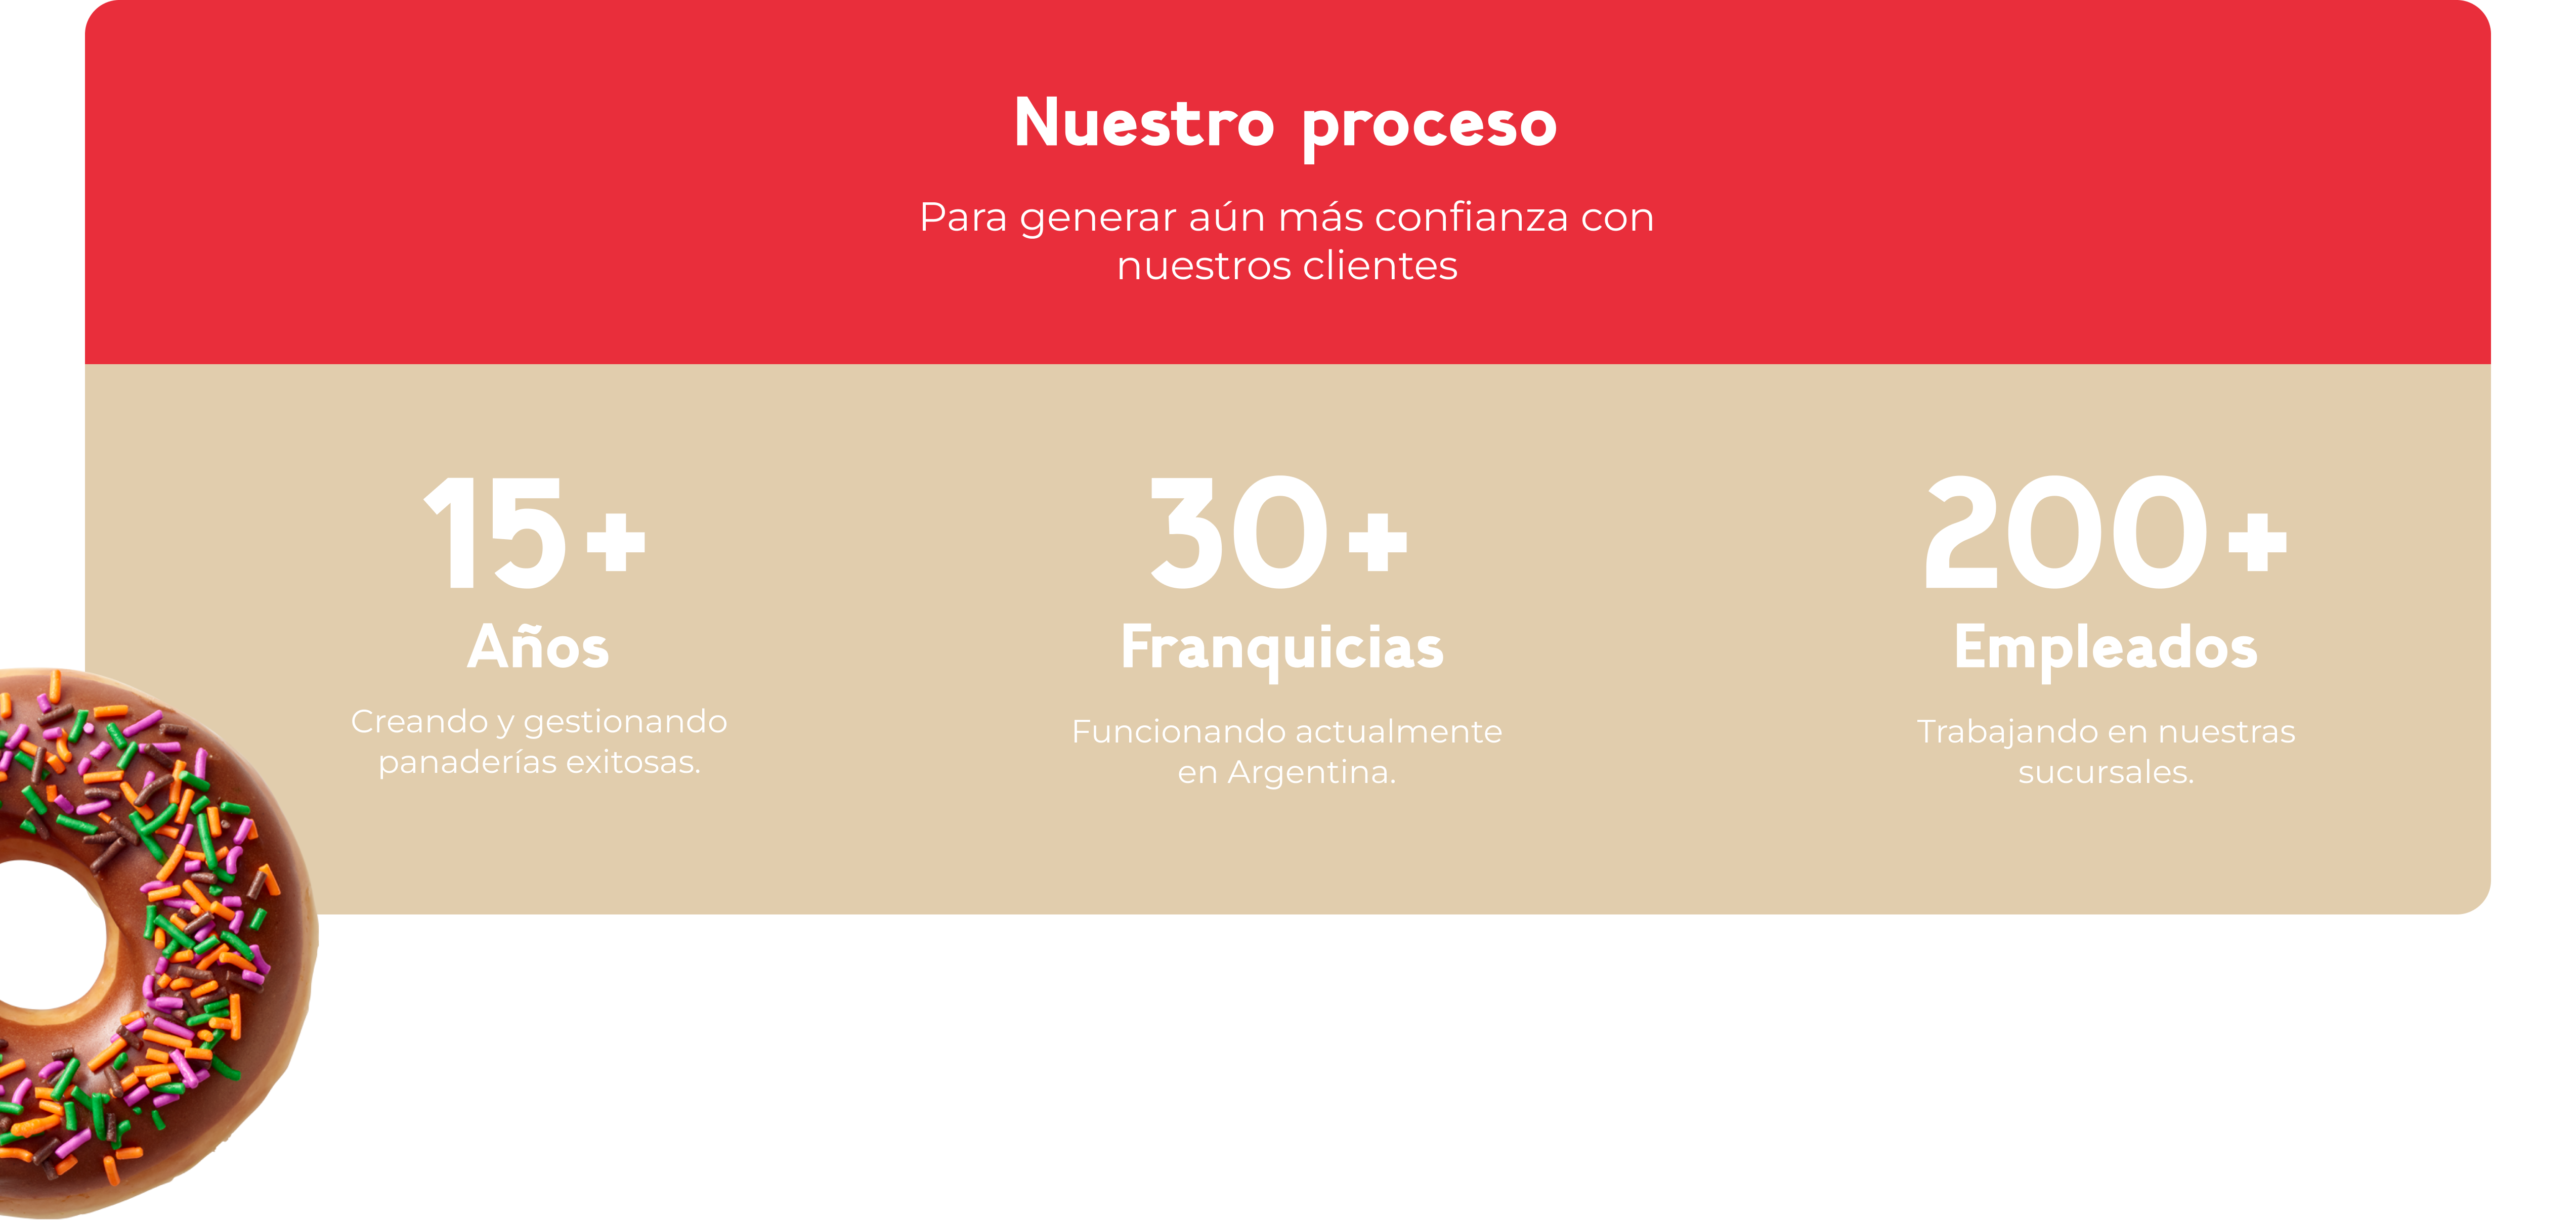 Nuestro proceso
Para generar aún más confianza con
nuestros clientes
15+
Años
Creando y gestionando
panaderías exitosas.
30+
Franquicias
Funcionando actualmente
en Argentina.
200+
Empleados
Trabajando en nuestras
sucursales.